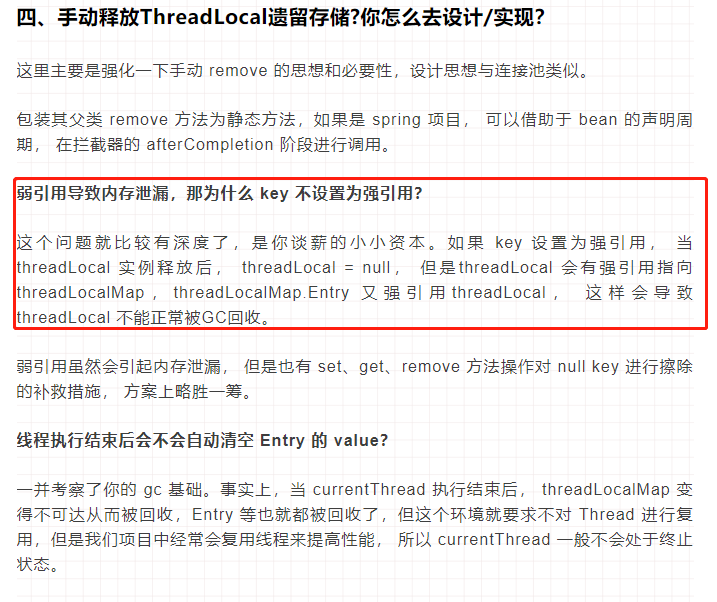 四、手动释放ThreadLocal遗留存储?你怎么去设计/实现？
这里主要是强化一下手动 remove 的思想和必要性，设计思想与连接池类似。
包装其父类 remove 方法为静态方法，如果是 spring 项目， 可以借助于 bean 的声明周
期， 在拦截器的 afterCompletion 阶段进行调用。
弱引用导致内存泄漏，那为什么 key 不设置为强引用？
这个问题就比较有深度了，是你谈薪的小小资本。如果 key 设置为强引用， 当
threadLocal 实例释放后， threadLocal = null， 但是threadLocal 会有强引用指向
threadLocalMap，threadLocalMap.Entry 又强引用threadLocal， 这样会导致
threadLocal 不能正常被GC回收。
弱引用虽然会引起内存泄漏， 但是也有 set、get、remove 方法操作对 null key 进行擦除
的补救措施， 方案上略胜一筹。
线程执行结束后会不会自动清空 Entry 的 value？
一并考察了你的 gc 基础。事实上，当 currentThread 执行结束后， threadLocalMap 变
得不可达从而被回收，Entry 等也就都被回收了，但这个环境就要求不对 Thread 进行复
用，但是我们项目中经常会复用线程来提高性能， 所以 currentThread 一般不会处于终止
状态。